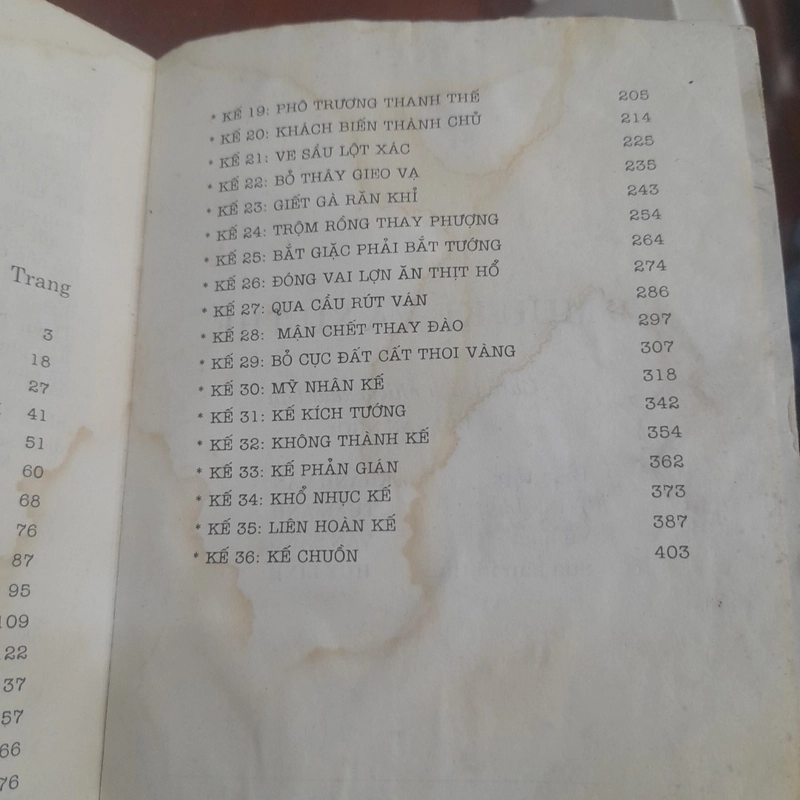 Trang
3
18
27
41
51
60
68
76
87
95
109
22
37
57
66
76
* KẾ 19: PHÔ TRƯƠNG THANH THẾ 205
* KẾ 20: KHÁCH BIẾN THÀNH CHỦ 214
* KẾ 21: VE SẦU LỘT XÁC 225
* KẾ 22: BỎ THÂY GIEO VẠ 235
* KẾ 23: GIẾT GÀ RĂN KHỈ 243
* KẾ 24: TRỘM RỒNG THAY PHƯỢNG 254
* KẾ 25: BẮT GIẶC PHẢI BẮT TƯỚNG 264
* KẾ 26: ĐÓNG VAI LỢN ĂN THỊT HỔ 274
* KẾ 27: QUA CẦU RÚT VÁN 286
* KẾ 28: MẬN CHẾT THAY ĐÀO 297
* KẾ 29: BỎ CỤC ĐẤT CẤT THOI VÀNG 307
* KẾ 30: MỸ NHÂN KẾ 318
* KẾ 31: KẾ KÍCH TƯỚNG 342
* KẾ 32: KHÔNG THÀNH KẾ 354
* KẾ 33: KẾ PHẢN GIÁN 362
* KẾ 34: KHỔ NHỤC KẾ 373
* KẾ 35: LIÊN HOÀN KẾ 387
* KẾ 36: KẾ CHUỒN 403